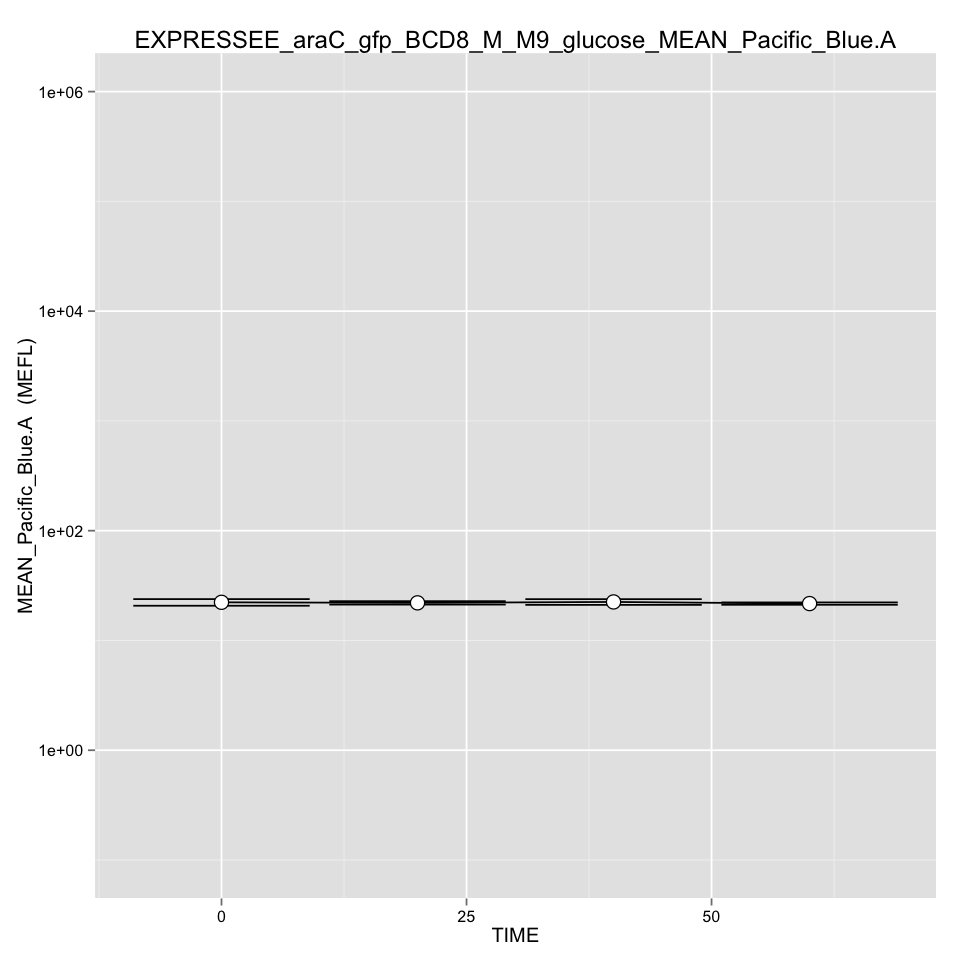 EXPRESSEE_araC_gfp_BCD8_M_M9_glucose_MEAN_Pacific_Blue.A
MEAN_Pacific_Blue.A (MEFL)
1e+06
1e+04
1e+02
1e+00
0
25
50
TIME